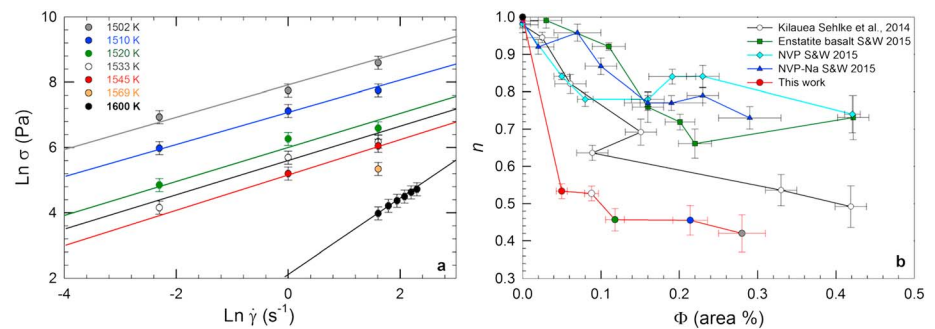 1502 K
1510 K
1520 K
1533 K
1545 K
1569 K
1600 K
Ln σ (Pa)
10
8
6
4
2
-4
-2
0
2
Ln γ̇ (s⁻¹)
a
Kilauea Sehlke et al., 2014
Enstatite basalt S&W 2015
NVP S&W 2015
NVP-Na S&W 2015
This work
n
1.0
0.9
0.8
0.7
0.6
0.5
0.4
0.3
0.0
0.1
0.2
0.3
0.4
0.5
Φ (area %)
b